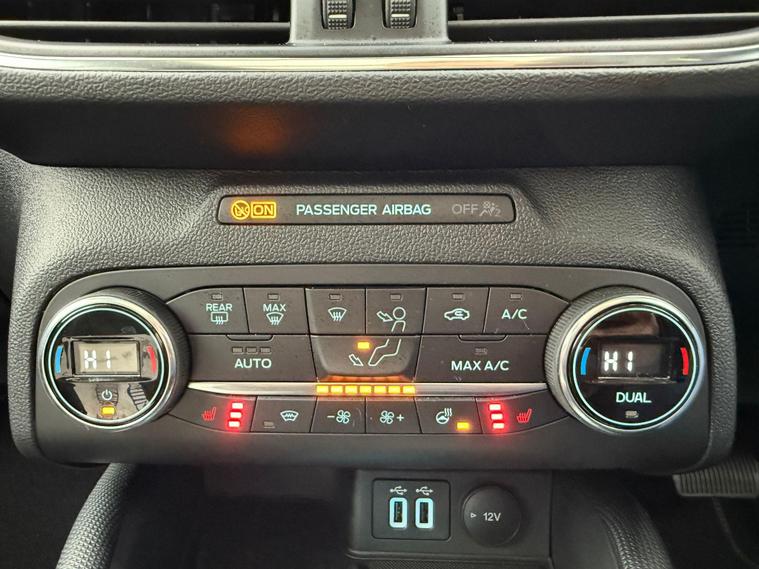 ON PASSENGER AIRBAG OFF
REAR MAX A/C
AUTO MAX A/C
HI HI
DUAL
- +
12V